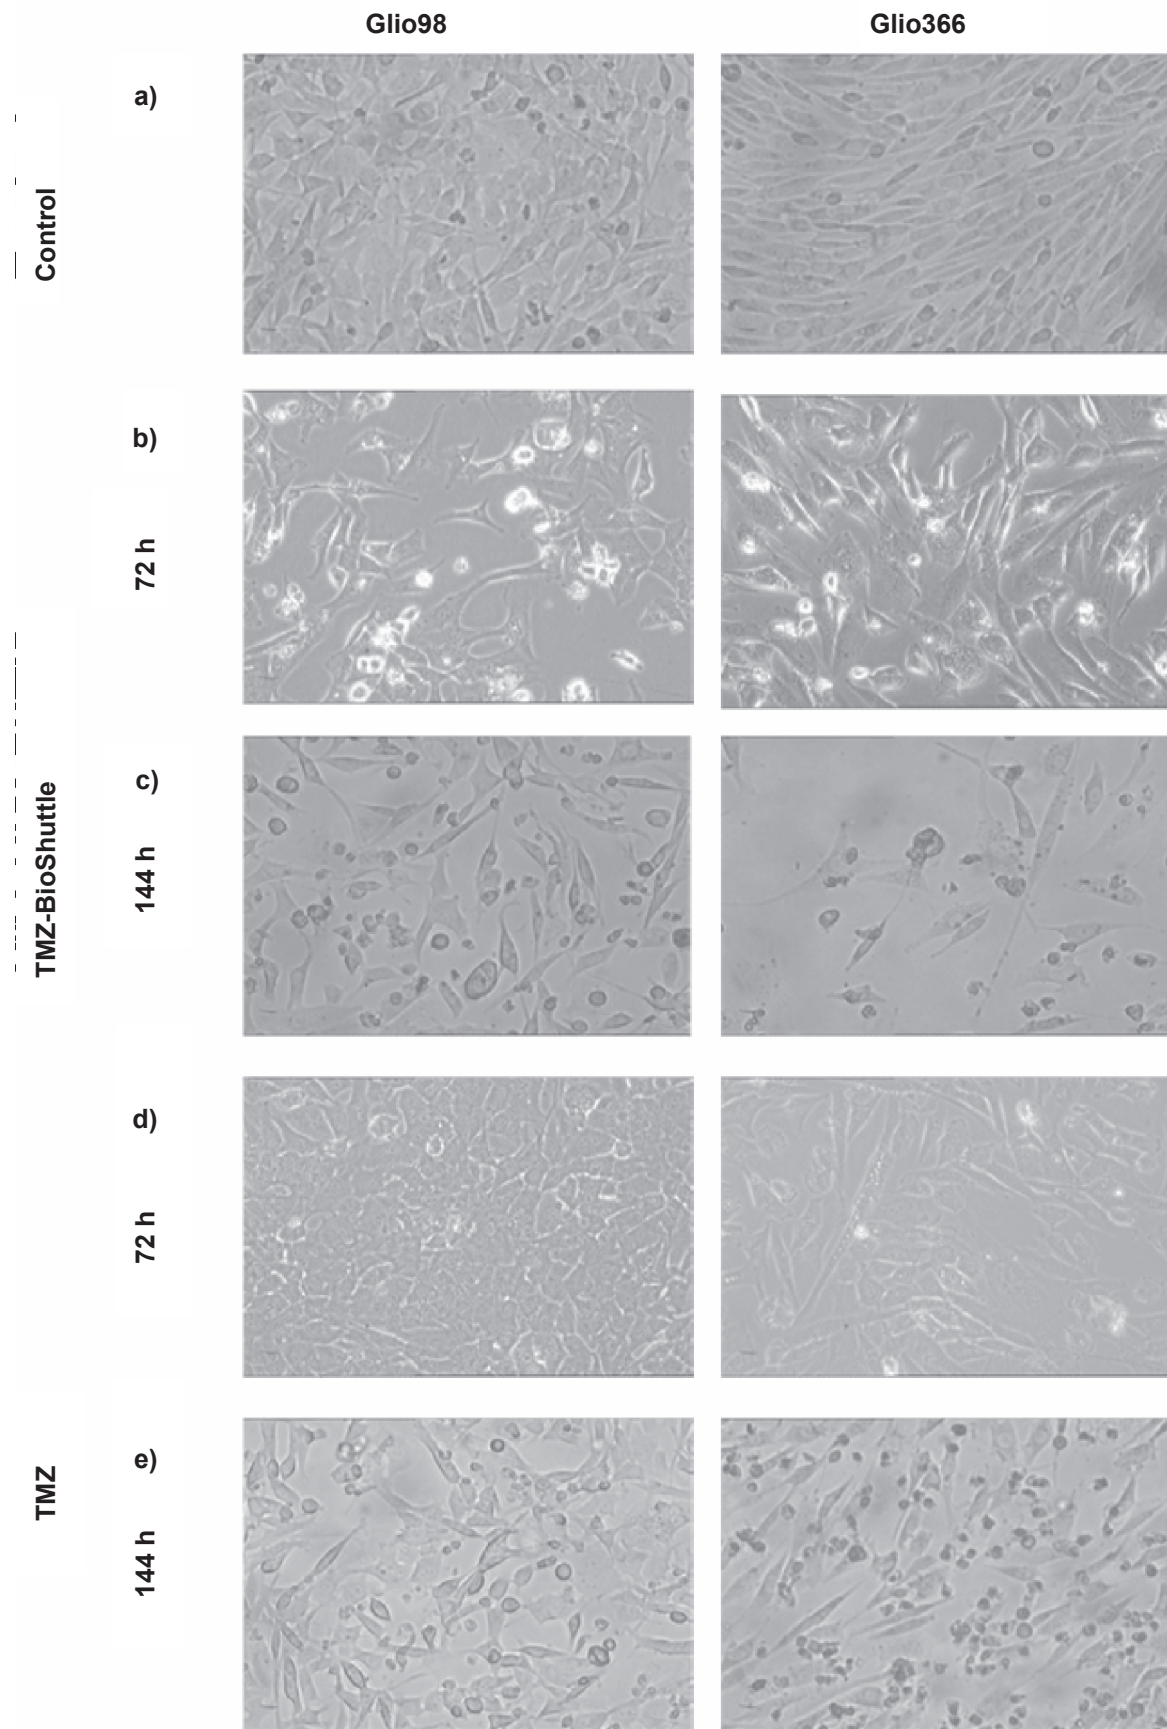 Glio98 Glio366
a)
Control
b)
72 h
c)
144 h
TMZ-BioShuttle
d)
72 h
e)
TMZ
144 h